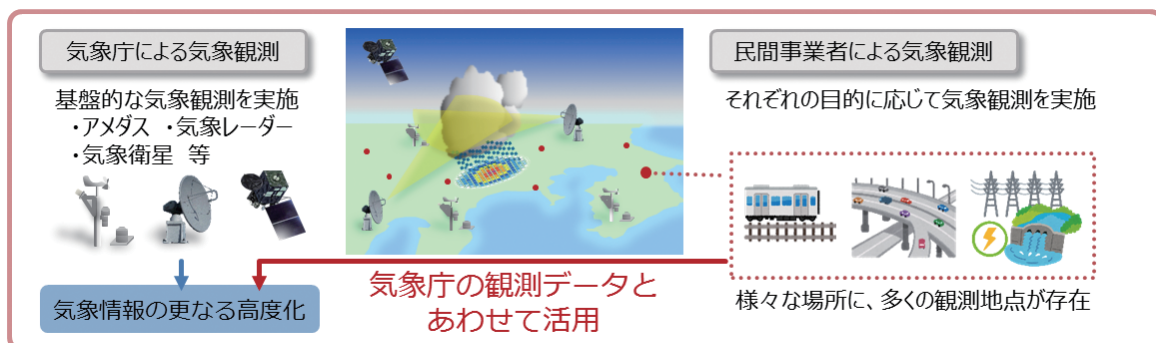 気象庁による気象観測
基盤的な気象観測を実施
・アメダス ・気象レーダー
・気象衛星 等
気象情報の更なる高度化
気象庁の観測データと
あわせて活用
民間事業者による気象観測
それぞれの目的に応じて気象観測を実施
様々な場所に、多くの観測地点が存在